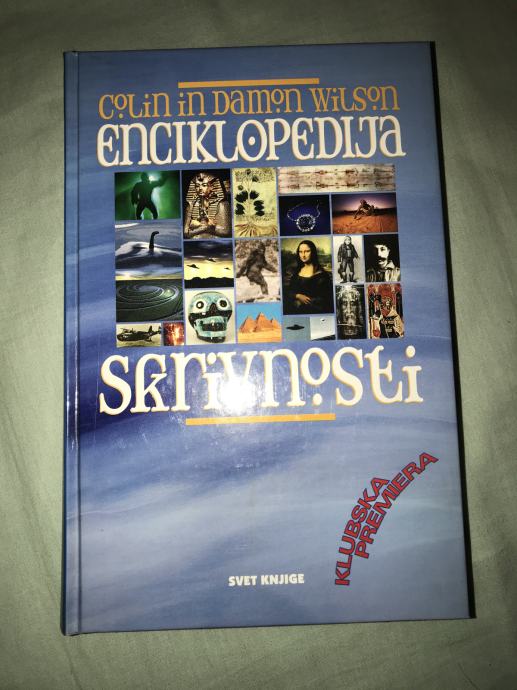 Colin in Damon Wilson
ENCIKLOPEDIJA
Skrivnosti
KLUBSKA
PREMIERA
SVET KNJIGE